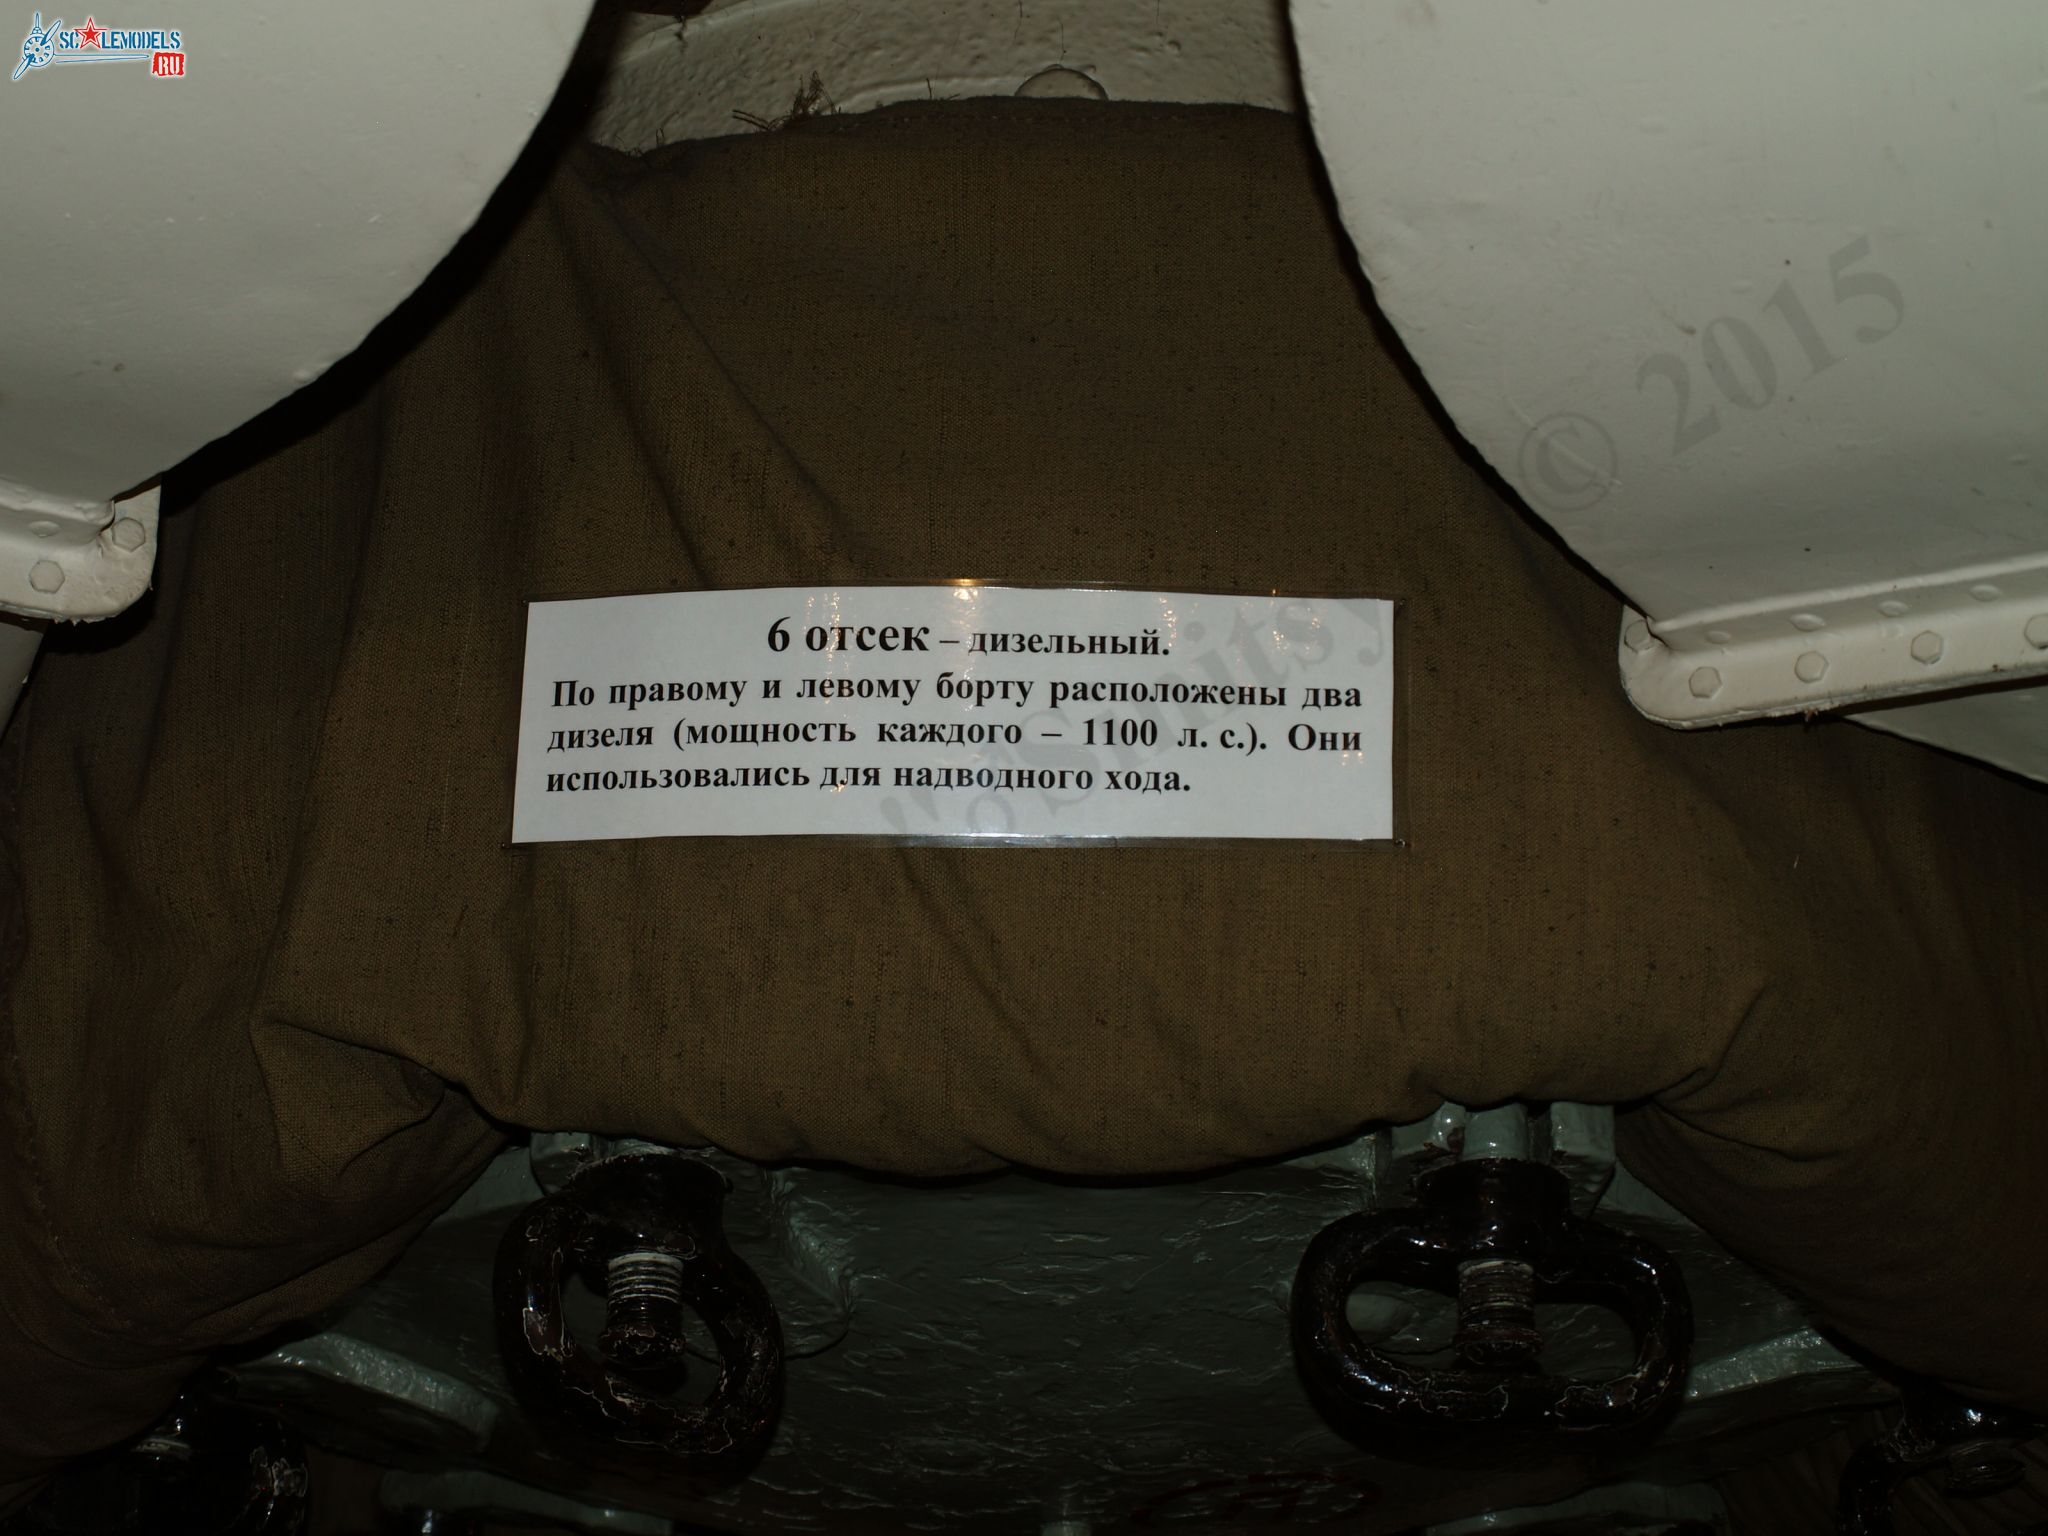 SCALEMODELS
.RU
© 2015
6 отсек – дизельный.
По правому и левому борту расположены два
дизеля (мощность каждого – 1100 л. с.). Они
использовались для надводного хода.